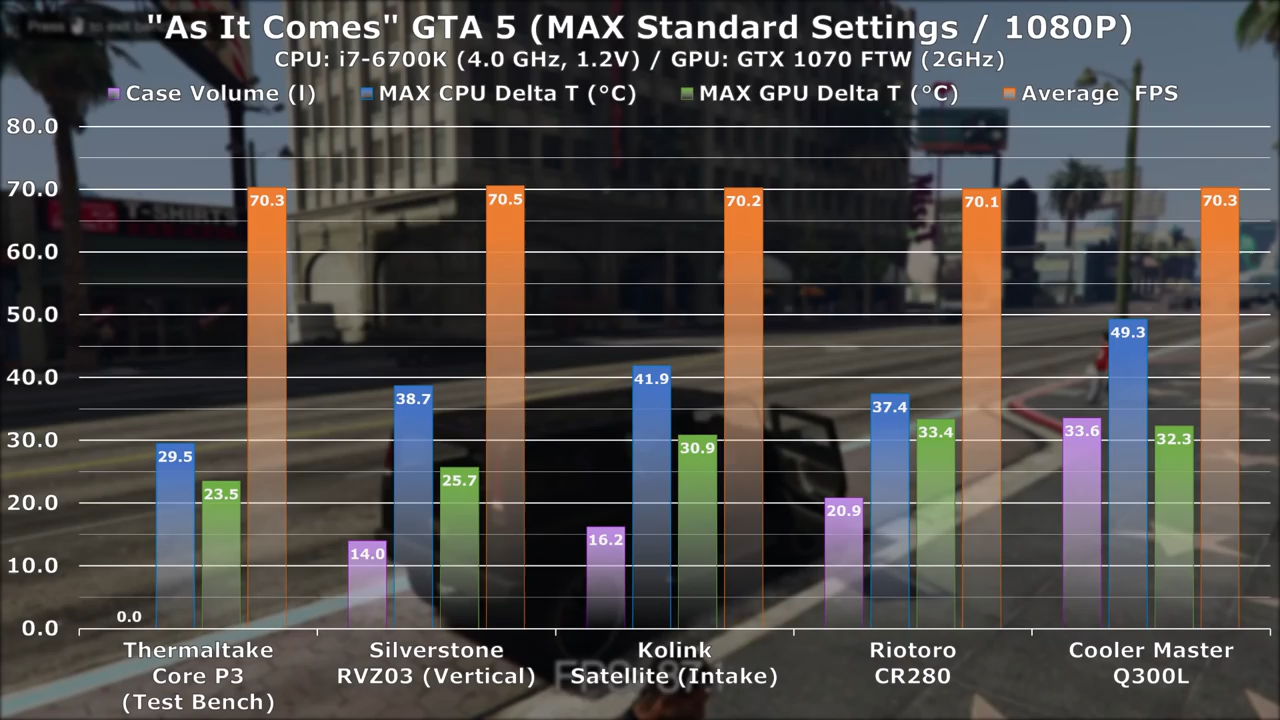 "As It Comes" GTA 5 (MAX Standard Settings / 1080P)
CPU: i7-6700K (4.0 GHz, 1.2V) / GPU: GTX 1070 FTW (2GHz)
Case Volume (l) MAX CPU Delta T (°C) MAX GPU Delta T (°C) Average FPS
80.0
70.0
60.0
50.0
40.0
30.0
20.0
10.0
0.0
0.0 29.5 23.5 70.3
14.0 38.7 25.7 70.5
16.2 41.9 30.9 70.2
20.9 37.4 33.4 70.1
33.6 49.3 32.3 70.3
Thermaltake
Core P3
(Test Bench)
Silverstone
RVZ03 (Vertical)
Kolink
Satellite (Intake)
Riotoro
CR280
Cooler Master
Q300L
T-SHIRTS